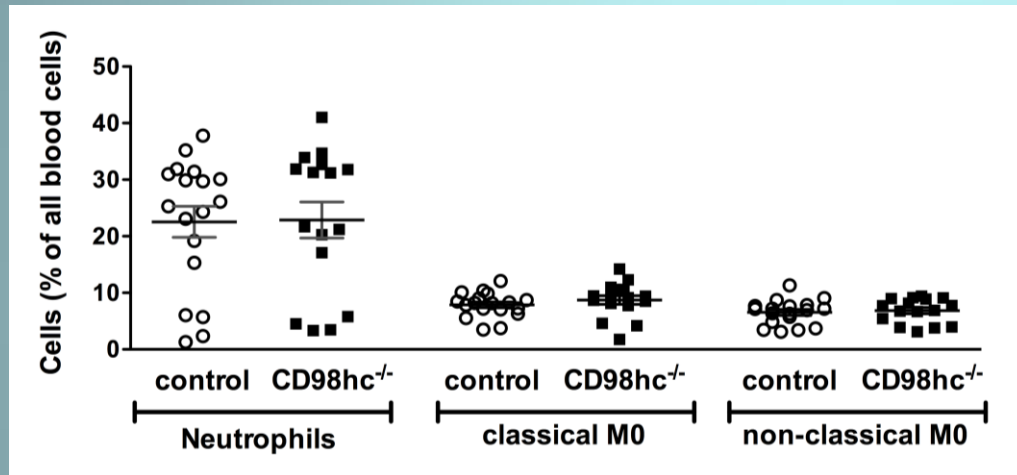 Cells (% of all blood cells)
50
40
30
20
10
0
control CD98hc-/- control CD98hc-/- control CD98hc-/-
Neutrophils classical M0 non-classical M0